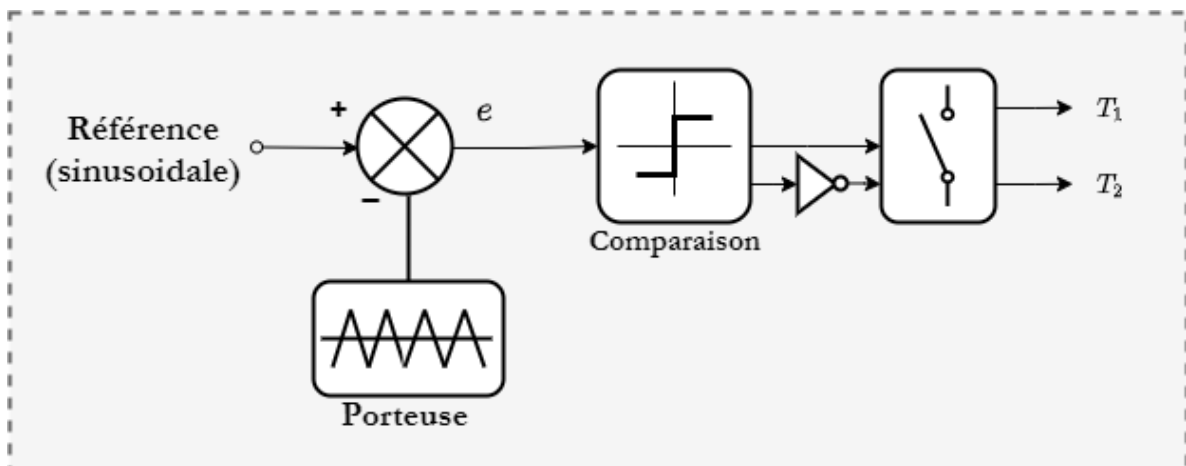 Référence
(sinusoidale)
+
−
e
Comparaison
T₁
T₂
Porteuse